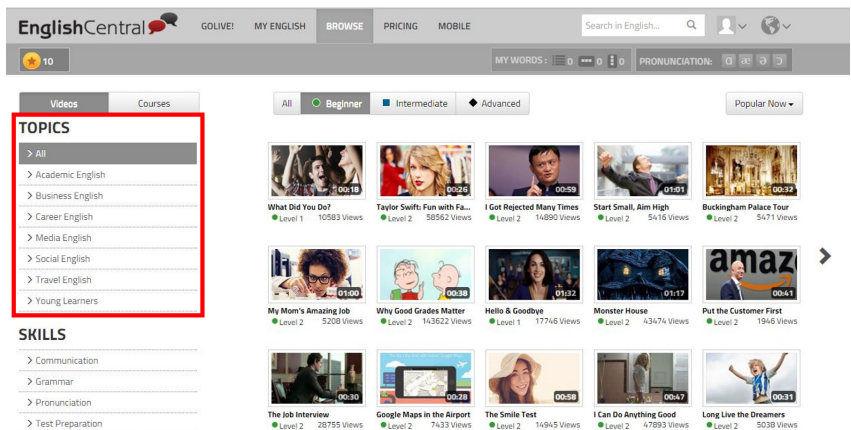 EnglishCentral
GOLIVE! MY ENGLISH BROWSE PRICING MOBILE
Search in English...
10
MY WORDS: 0 0 0 PRONUNCIATION: ɑ æ ə ɔ
Videos Courses
All Beginner Intermediate Advanced
Popular Now
TOPICS
> All
> Academic English
> Business English
> Career English
> Media English
> Social English
> Travel English
> Young Learners
SKILLS
> Communication
> Grammar
> Pronunciation
> Test Preparation
00:18 00:26 00:59 01:01 00:32
What Did You Do? Taylor Swift: Fun with Fa... I Got Rejected Many Times Start Small, Aim High Buckingham Palace Tour
Level 1 10583 Views Level 2 58562 Views Level 2 14890 Views Level 2 5416 Views Level 2 5471 Views
amaz
01:00 00:38 01:32 01:17 00:41
My Mom's Amazing Job Why Good Grades Matter Hello & Goodbye Monster House Put the Customer First
Level 2 5208 Views Level 2 143622 Views Level 1 17746 Views Level 2 43474 Views Level 2 1946 Views
00:30 00:28 00:58 00:47 00:31
The Job Interview Google Maps in the Airport The Smile Test I Can Do Anything Good Long Live the Dreamers
Level 2 28755 Views Level 2 7433 Views Level 2 14945 Views Level 2 47893 Views Level 2 5038 Views